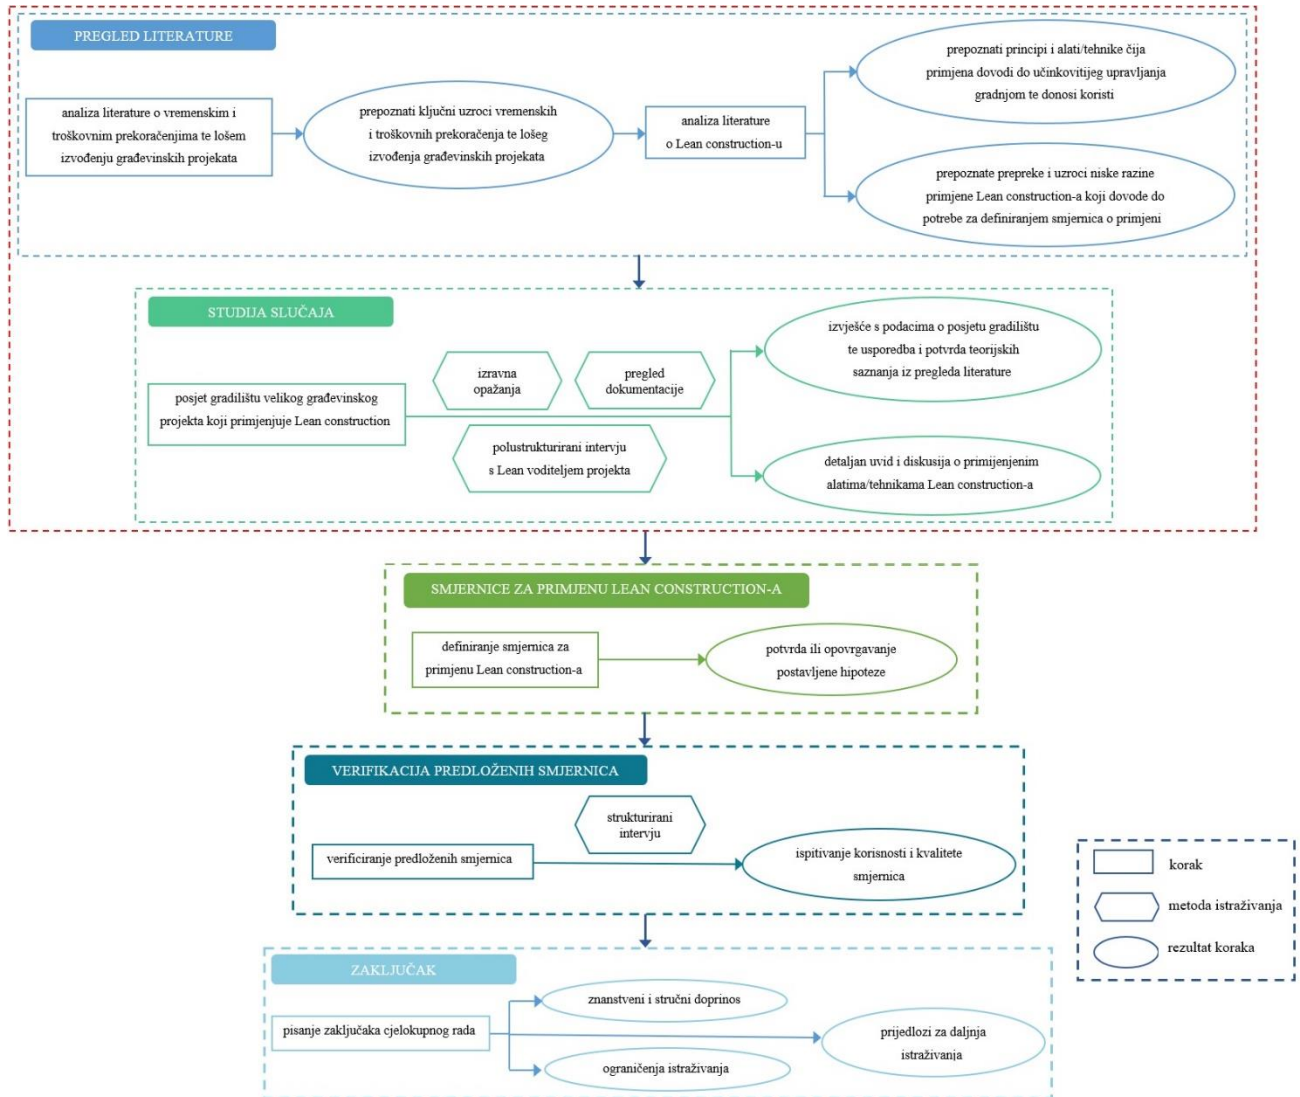 PREGLED LITERATURE
analiza literature o vremenskim i
troškovnim prekoračenjima te lošem
izvođenju građevinskih projekata
prepoznati ključni uzroci vremenskih
i troškovnih prekoračenja te lošeg
izvođenja građevinskih projekata
analiza literature
o Lean construction-u
prepoznati principi i alati/tehnike čija
primjena dovodi do učinkovitijeg upravljanja
gradnjom te donosi koristi
prepoznate prepreke i uzroci niske razine
primjene Lean construction-a koji dovode do
potrebe za definiranjem smjernica o primjeni
STUDIJA SLUČAJA
posjet gradilištu velikog građevinskog
projekta koji primjenjuje Lean construction
izravna
opažanja
pregled
dokumentacije
polustrukturirani intervju
s Lean voditeljem projekta
izvješće s podacima o posjetu gradilištu
te usporedba i potvrda teorijskih
saznanja iz pregleda literature
detaljan uvid i diskusija o primijenjenim
alatima/tehnikama Lean construction-a
SMJERNICE ZA PRIMJENU LEAN CONSTRUCTION-A
definiranje smjernica za
primjenu Lean construction-a
potvrda ili opovrgavanje
postavljene hipoteze
VERIFIKACIJA PREDLOŽENIH SMJERNICA
strukturirani
intervju
verificiranje predloženih smjernica
ispitivanje korisnosti i kvalitete
smjernica
korak
metoda istraživanja
rezultat koraka
ZAKLJUČAK
pisanje zaključaka cjelokupnog rada
znanstveni i stručni doprinos
ograničenja istraživanja
prijedlozi za daljnja
istraživanja